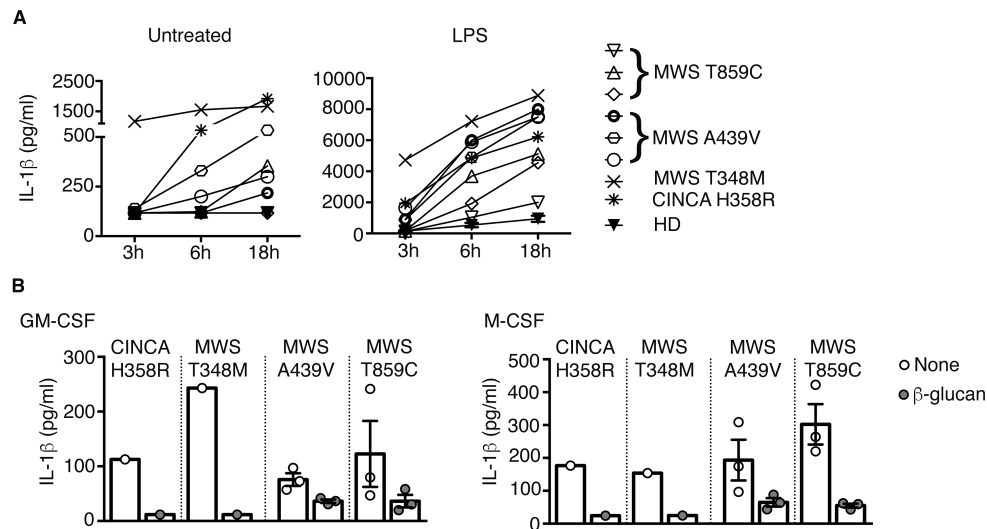 A
Untreated
LPS
IL-1β (pg/ml)
2500
1500
500
250
0
3h 6h 18h
10000
8000
6000
4000
2000
0
3h 6h 18h
MWS T859C
MWS A439V
MWS T348M
CINCA H358R
HD
B
GM-CSF
IL-1β (pg/ml)
300
200
100
0
CINCA MWS MWS MWS
H358R T348M A439V T859C
M-CSF
IL-1β (pg/ml)
500
400
300
200
100
0
CINCA MWS MWS MWS
H358R T348M A439V T859C
None
β-glucan